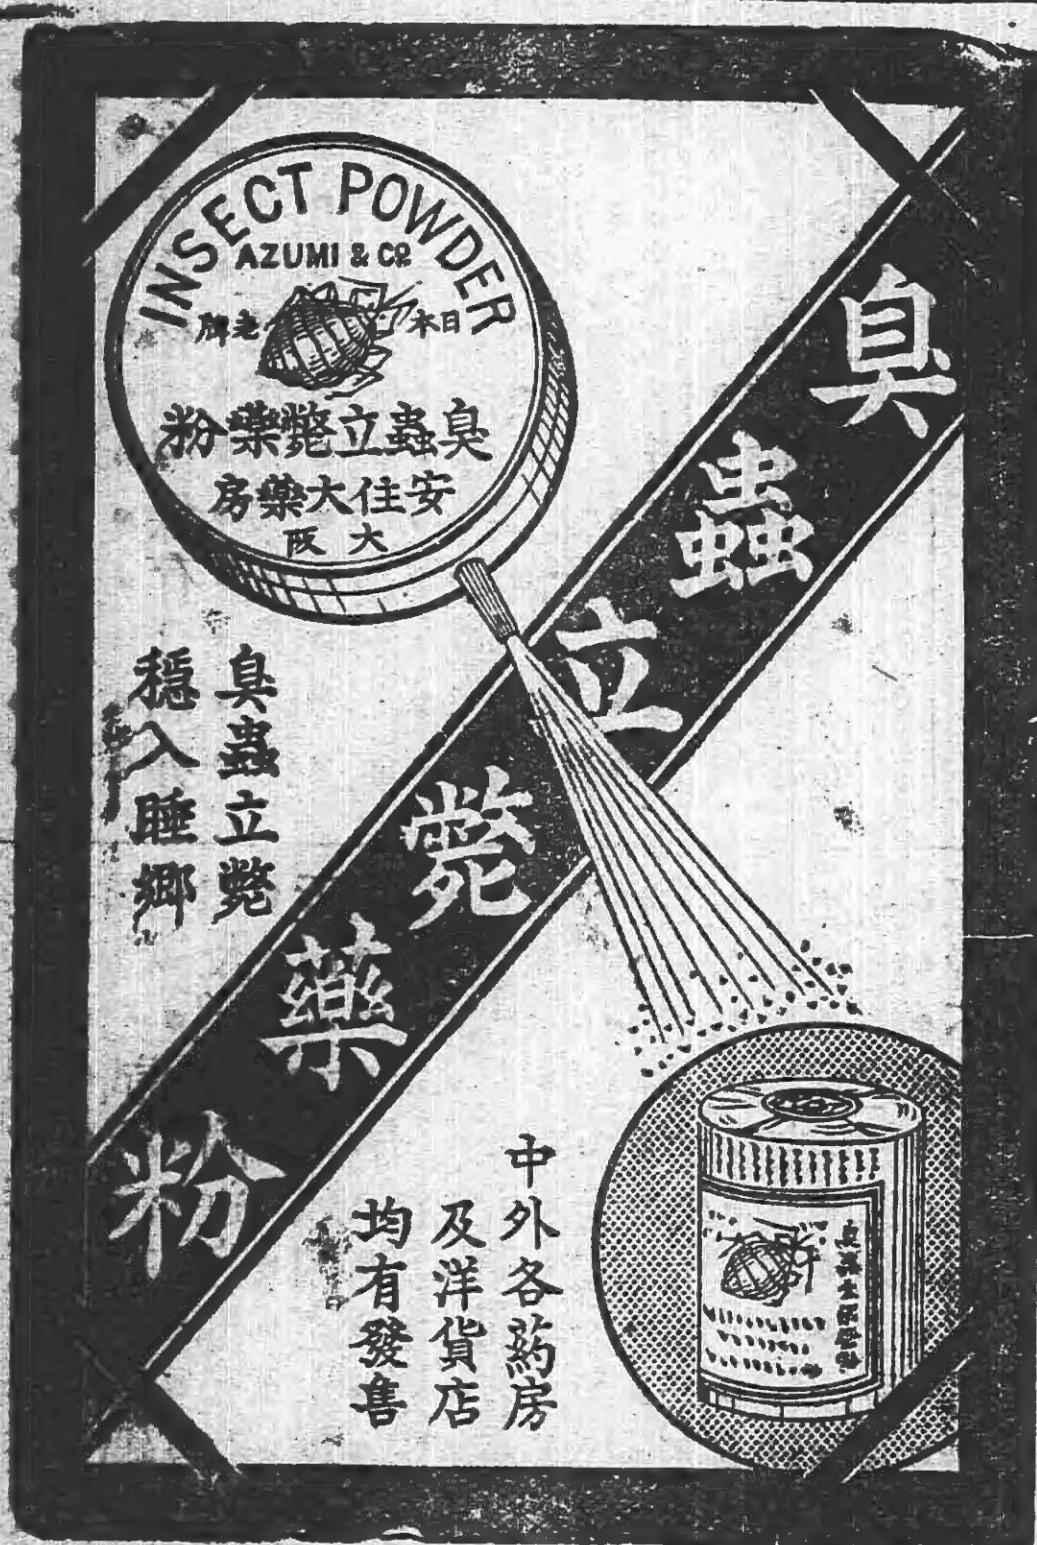 INSECT POWDER
AZUMI & CO
日本老牌
臭蟲立斃藥粉
安住大藥房
大阪
臭蟲立斃藥粉
臭蟲立斃
穩入睡鄉
中外各葯房
及洋貨店
均有發售